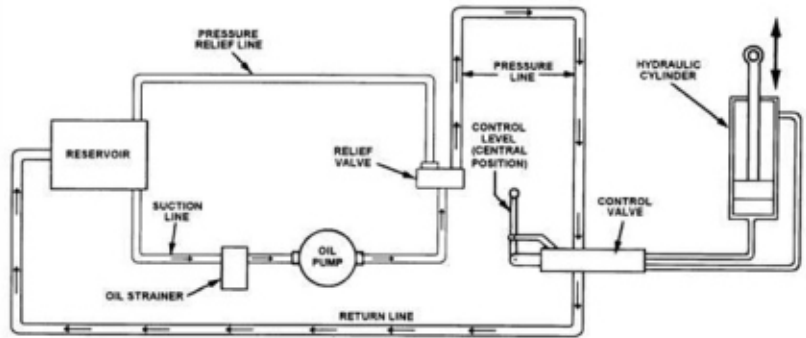 PRESSURE
RELIEF LINE
PRESSURE
LINE
HYDRAULIC
CYLINDER
RESERVOIR
RELIEF
VALVE
CONTROL
LEVEL
(CENTRAL
POSITION)
SUCTION
LINE
CONTROL
VALVE
OIL
PUMP
OIL STRAINER
RETURN LINE